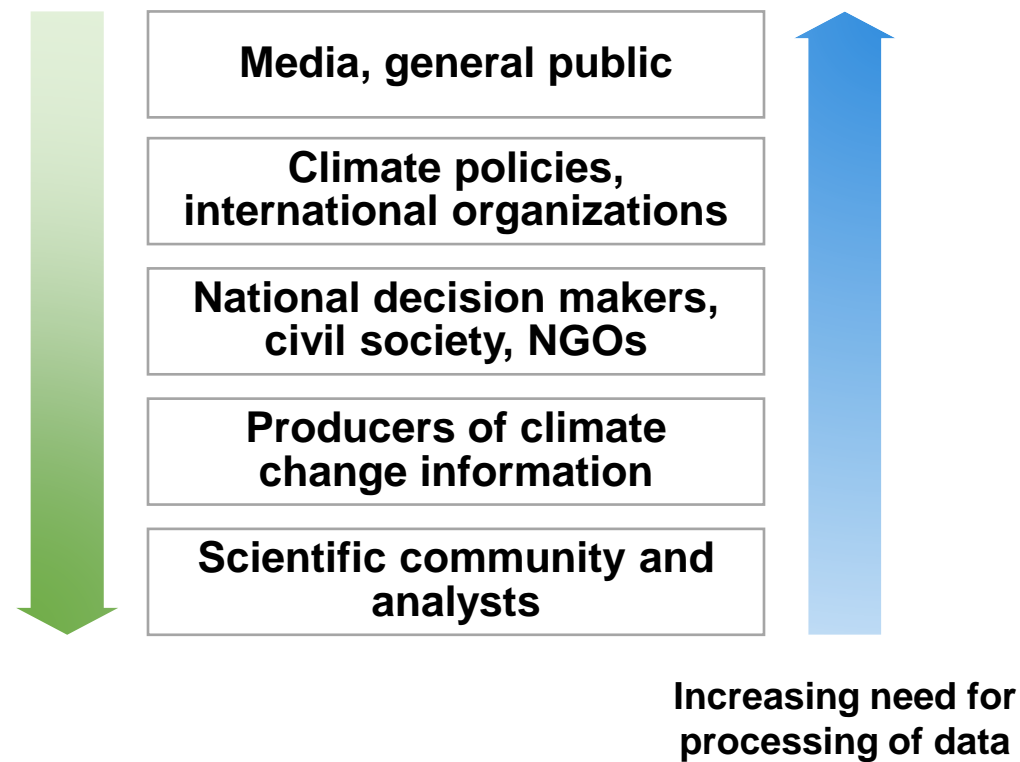 Media, general public
Climate policies,
international organizations
National decision makers,
civil society, NGOs
Producers of climate
change information
Scientific community and
analysts
Increasing need for
processing of data